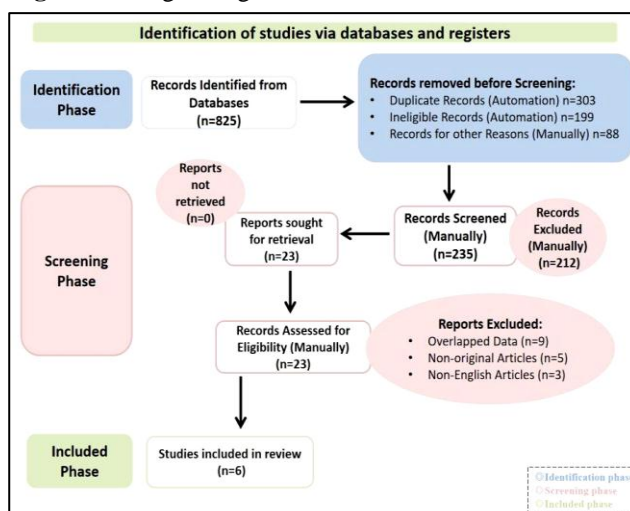 Identification of studies via databases and registers
Identification
Phase
Records Identified from
Databases
(n=825)
Records removed before Screening:
• Duplicate Records (Automation) n=303
• Ineligible Records (Automation) n=199
• Records for other Reasons (Manually) n=88
Screening
Phase
Reports
not
retrieved
(n=0)
Reports sought
for retrieval
(n=23)
Records Screened
(Manually)
(n=235)
Records
Excluded
(Manually)
(n=212)
Records Assessed for
Eligibility (Manually)
(n=23)
Reports Excluded:
• Overlapped Data (n=9)
• Non-original Articles (n=5)
• Non-English Articles (n=3)
Included
Phase
Studies included in review
(n=6)
Identification phase
Screening phase
Included phase